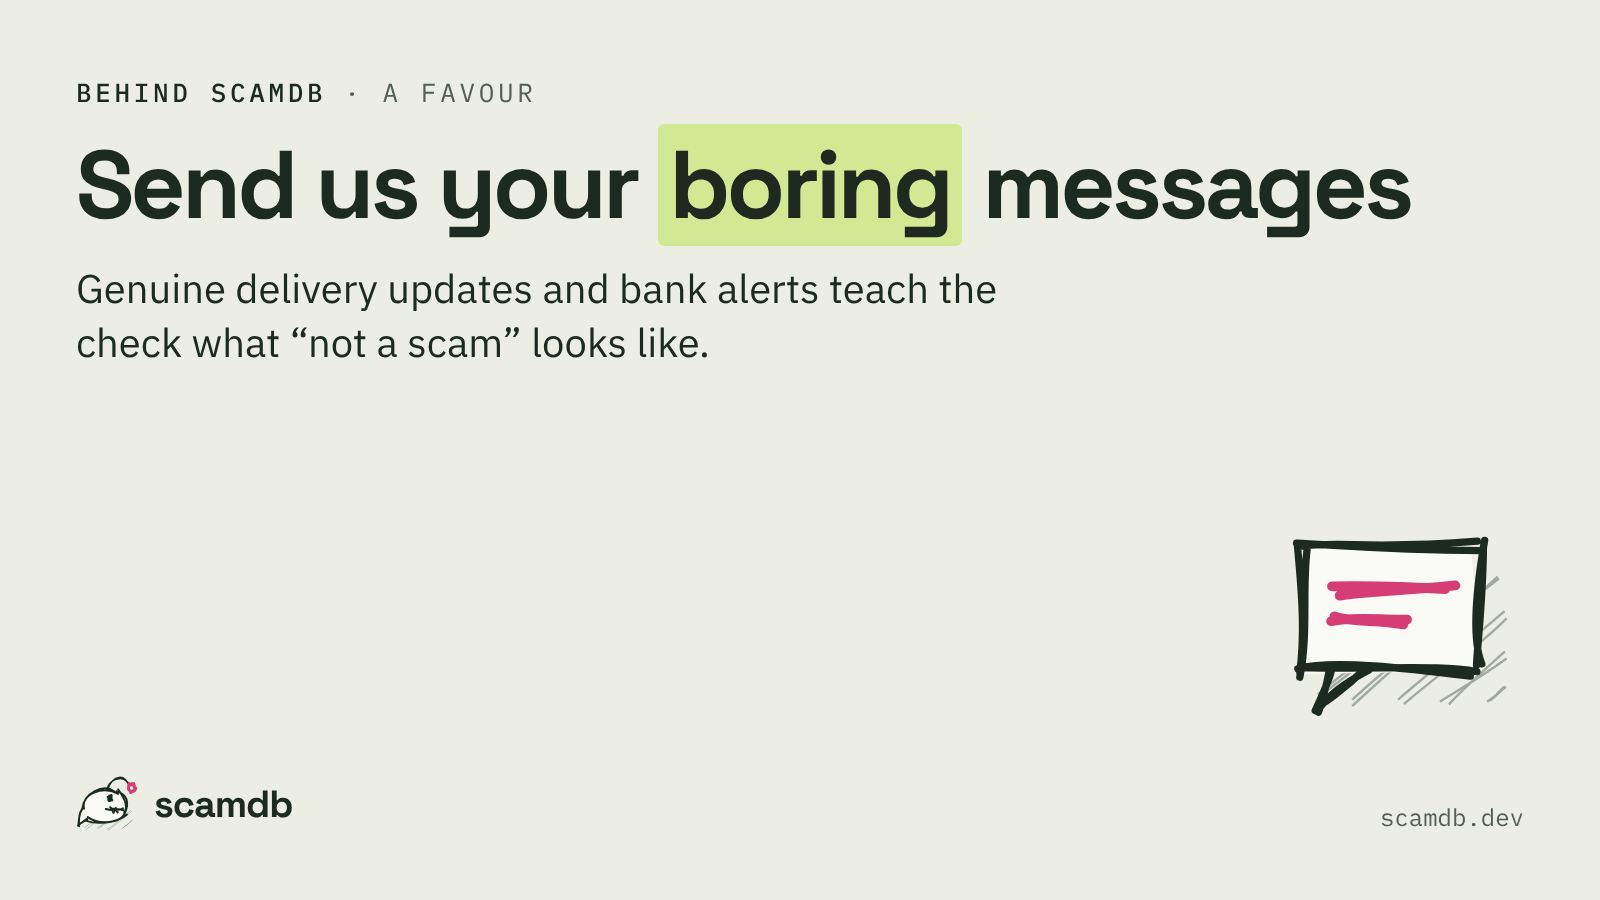 BEHIND SCAMDB · A FAVOUR
Send us your boring messages
Genuine delivery updates and bank alerts teach the
check what “not a scam” looks like.
scamdb
scamdb.dev